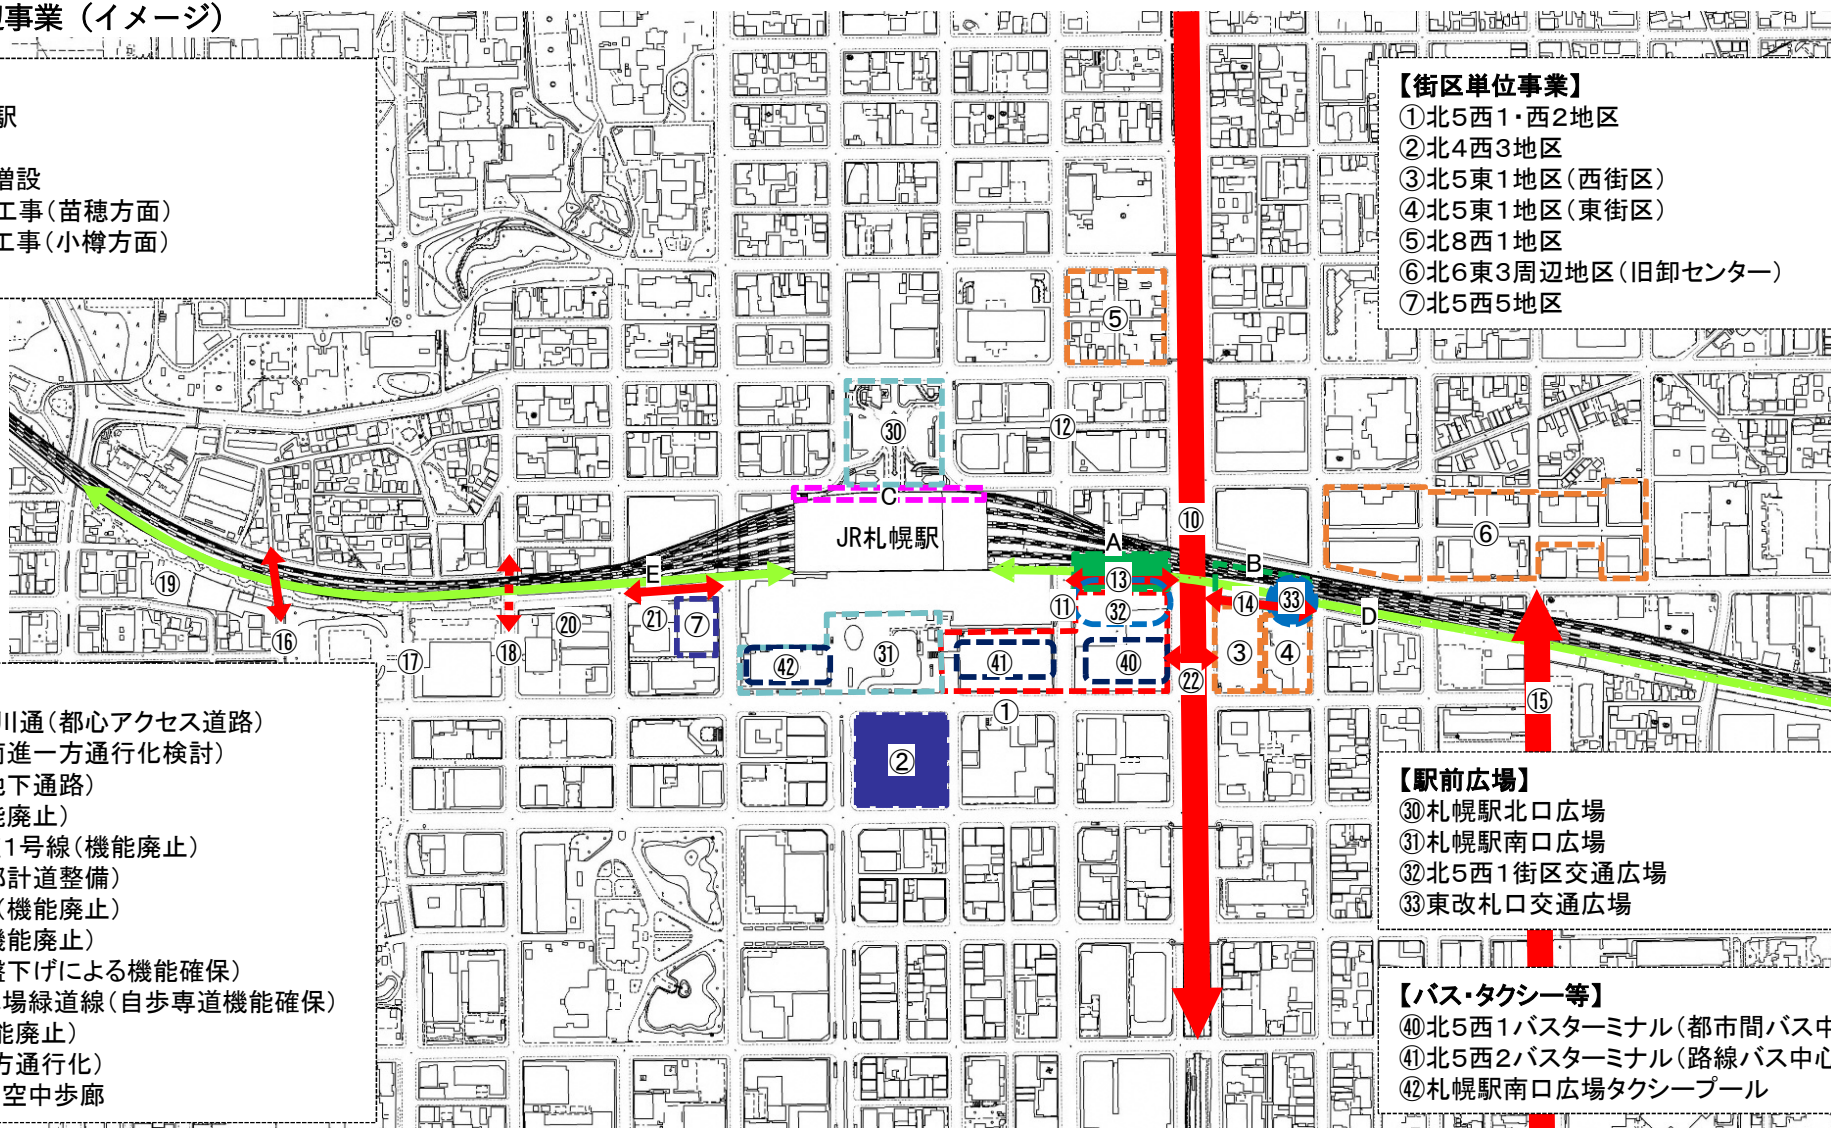 辺事業（イメージ）
駅
増設
工事（苗穂方面）
工事（小樽方面）
【街区単位事業】
①北５西１・西２地区
②北４西３地区
③北５東１地区（西街区）
④北５東１地区（東街区）
⑤北８西１地区
⑥北６東３周辺地区（旧卸センター）
⑦北５西５地区
⑤
㉚
⑫
C
JR札幌駅
⑩
⑥
A
B
E
⑬
⑲
⑪
㉜
⑭
㉝
D
⑯
⑰
⑱
⑳
㉑
⑦
㉛
㊷
㊶
㊵
③
④
㉒
⑮
①
②
川通（都心アクセス道路）
南進一方通行化検討）
地下通路）
能廃止）
１号線（機能廃止）
都計道整備）
（機能廃止）
機能廃止）
盤下げによる機能確保）
場緑道線（自歩専道機能確保）
能廃止）
方通行化）
空中歩廊
【駅前広場】
㉚札幌駅北口広場
㉛札幌駅南口広場
㉜北５西１街区交通広場
㉝東改札口交通広場
【バス・タクシー等】
㊵北５西１バスターミナル（都市間バス中
㊶北５西２バスターミナル（路線バス中心
㊷札幌駅南口広場タクシープール